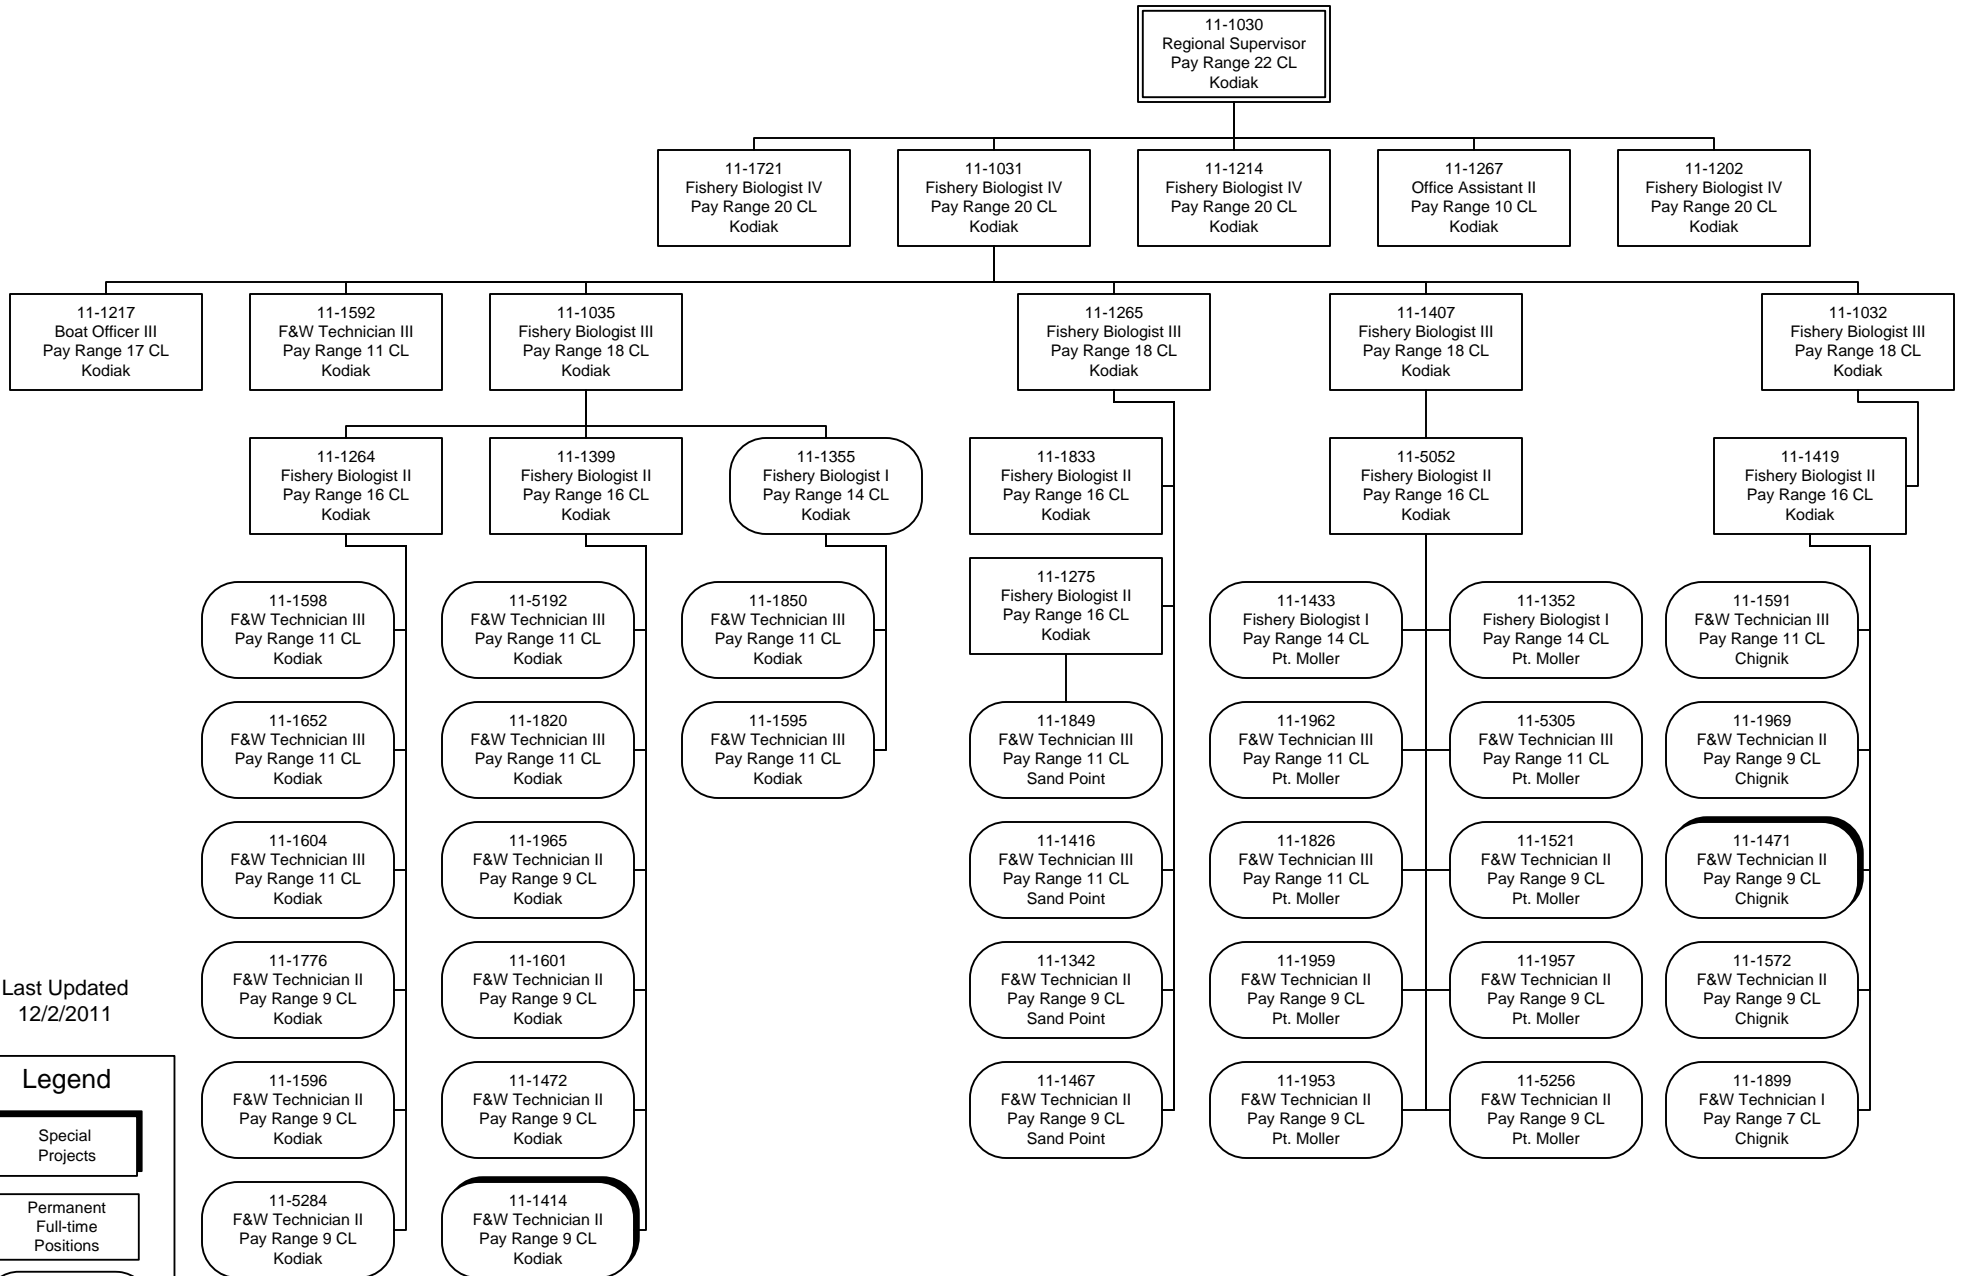 11-1030
Regional Supervisor
Pay Range 22 CL
Kodiak
11-1721
Fishery Biologist IV
Pay Range 20 CL
Kodiak
11-1031
Fishery Biologist IV
Pay Range 20 CL
Kodiak
11-1214
Fishery Biologist IV
Pay Range 20 CL
Kodiak
11-1267
Office Assistant II
Pay Range 10 CL
Kodiak
11-1202
Fishery Biologist IV
Pay Range 20 CL
Kodiak
11-1217
Boat Officer III
Pay Range 17 CL
Kodiak
11-1592
F&W Technician III
Pay Range 11 CL
Kodiak
11-1035
Fishery Biologist III
Pay Range 18 CL
Kodiak
11-1265
Fishery Biologist III
Pay Range 18 CL
Kodiak
11-1407
Fishery Biologist III
Pay Range 18 CL
Kodiak
11-1032
Fishery Biologist III
Pay Range 18 CL
Kodiak
11-1264
Fishery Biologist II
Pay Range 16 CL
Kodiak
11-1399
Fishery Biologist II
Pay Range 16 CL
Kodiak
11-1355
Fishery Biologist I
Pay Range 14 CL
Kodiak
11-1833
Fishery Biologist II
Pay Range 16 CL
Kodiak
11-5052
Fishery Biologist II
Pay Range 16 CL
Kodiak
11-1419
Fishery Biologist II
Pay Range 16 CL
Kodiak
11-1275
Fishery Biologist II
Pay Range 16 CL
Kodiak
11-1598
F&W Technician III
Pay Range 11 CL
Kodiak
11-5192
F&W Technician III
Pay Range 11 CL
Kodiak
11-1850
F&W Technician III
Pay Range 11 CL
Kodiak
11-1433
Fishery Biologist I
Pay Range 14 CL
Pt. Moller
11-1352
Fishery Biologist I
Pay Range 14 CL
Pt. Moller
11-1591
F&W Technician III
Pay Range 11 CL
Chignik
11-1652
F&W Technician III
Pay Range 11 CL
Kodiak
11-1820
F&W Technician III
Pay Range 11 CL
Kodiak
11-1595
F&W Technician III
Pay Range 11 CL
Kodiak
11-1849
F&W Technician III
Pay Range 11 CL
Sand Point
11-1962
F&W Technician III
Pay Range 11 CL
Pt. Moller
11-5305
F&W Technician III
Pay Range 11 CL
Pt. Moller
11-1969
F&W Technician II
Pay Range 9 CL
Chignik
11-1604
F&W Technician III
Pay Range 11 CL
Kodiak
11-1965
F&W Technician II
Pay Range 9 CL
Kodiak
11-1416
F&W Technician III
Pay Range 11 CL
Sand Point
11-1826
F&W Technician III
Pay Range 11 CL
Pt. Moller
11-1521
F&W Technician II
Pay Range 9 CL
Pt. Moller
11-1471
F&W Technician II
Pay Range 9 CL
Chignik
11-1776
F&W Technician II
Pay Range 9 CL
Kodiak
11-1601
F&W Technician II
Pay Range 9 CL
Kodiak
11-1342
F&W Technician II
Pay Range 9 CL
Sand Point
11-1959
F&W Technician II
Pay Range 9 CL
Pt. Moller
11-1957
F&W Technician II
Pay Range 9 CL
Pt. Moller
11-1572
F&W Technician II
Pay Range 9 CL
Chignik
Last Updated
12/2/2011
11-1596
F&W Technician II
Pay Range 9 CL
Kodiak
11-1472
F&W Technician II
Pay Range 9 CL
Kodiak
11-1467
F&W Technician II
Pay Range 9 CL
Sand Point
11-1953
F&W Technician II
Pay Range 9 CL
Pt. Moller
11-5256
F&W Technician II
Pay Range 9 CL
Pt. Moller
11-1899
F&W Technician I
Pay Range 7 CL
Chignik
11-5284
F&W Technician II
Pay Range 9 CL
Kodiak
11-1414
F&W Technician II
Pay Range 9 CL
Kodiak
Legend
Special
Projects
Permanent
Full-time
Positions